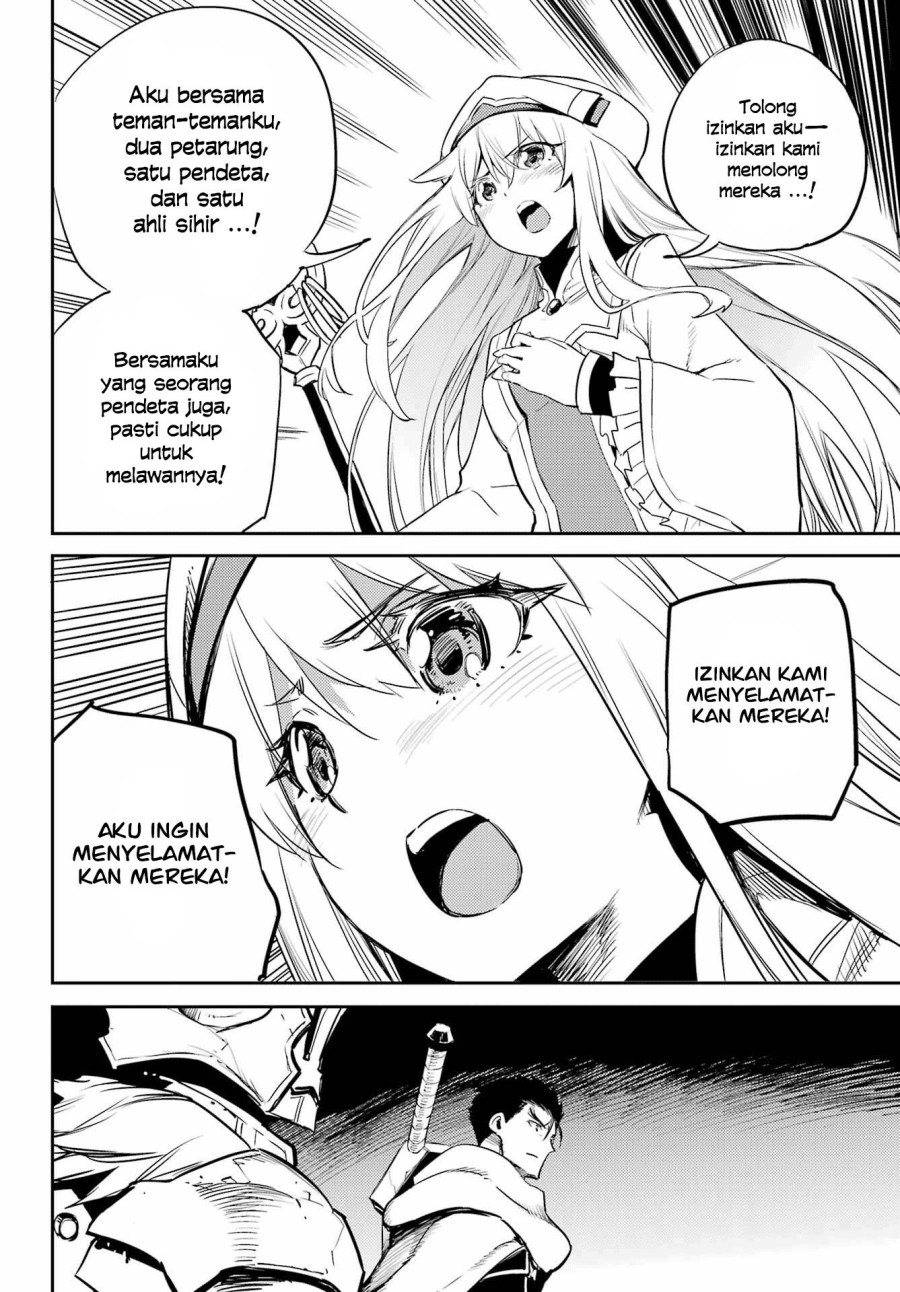 Tolong
izinkan aku—
izinkan kami
menolong
mereka ...!
Aku bersama
teman-temanku,
dua petarung,
satu pendeta,
dan satu
ahli sihir ...!
Bersamaku
yang seorang
pendeta juga,
pasti cukup
untuk
melawannya!
IZINKAN KAMI
MENYELAMAT-
KAN MEREKA!
AKU INGIN
MENYELAMAT-
KAN MEREKA!